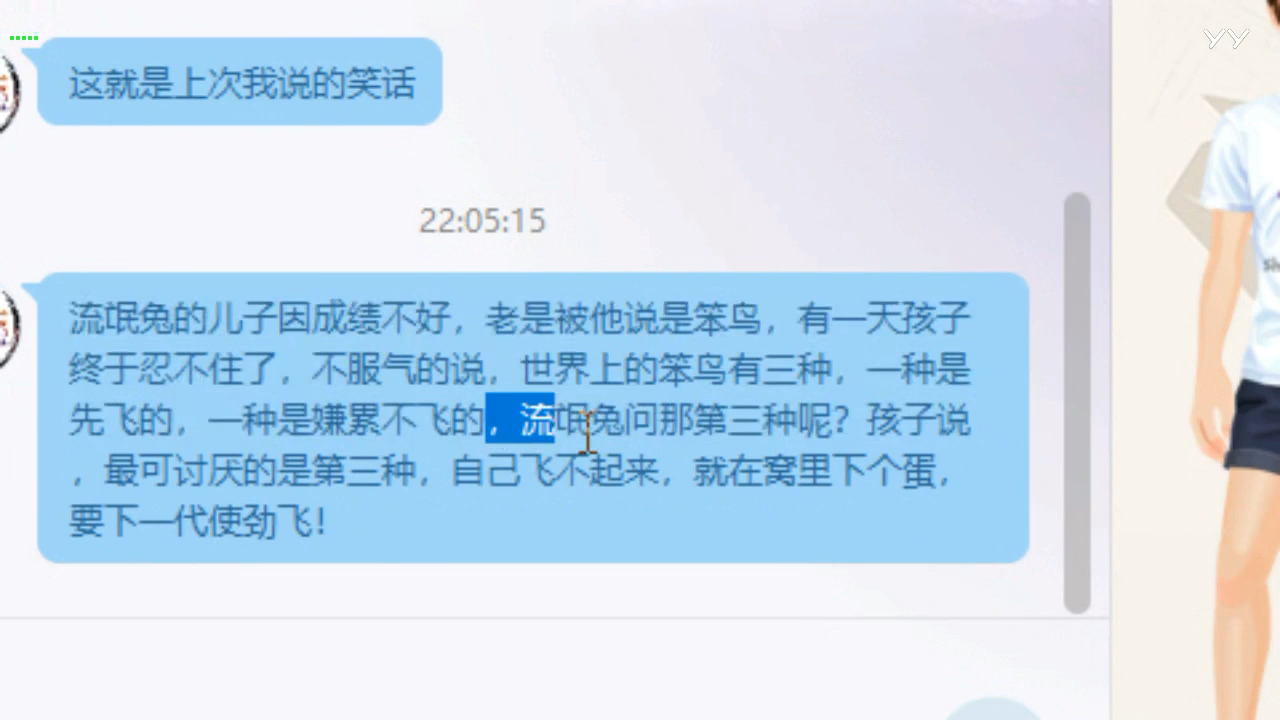 YY
这就是上次我说的笑话
22:05:15
流氓兔的儿子因成绩不好，老是被他说是笨鸟，有一天孩子
终于忍不住了，不服气的说，世界上的笨鸟有三种，一种是
先飞的，一种是嫌累不飞的，流氓兔问那第三种呢？孩子说
，最可讨厌的是第三种，自己飞不起来，就在窝里下个蛋，
要下一代使劲飞！